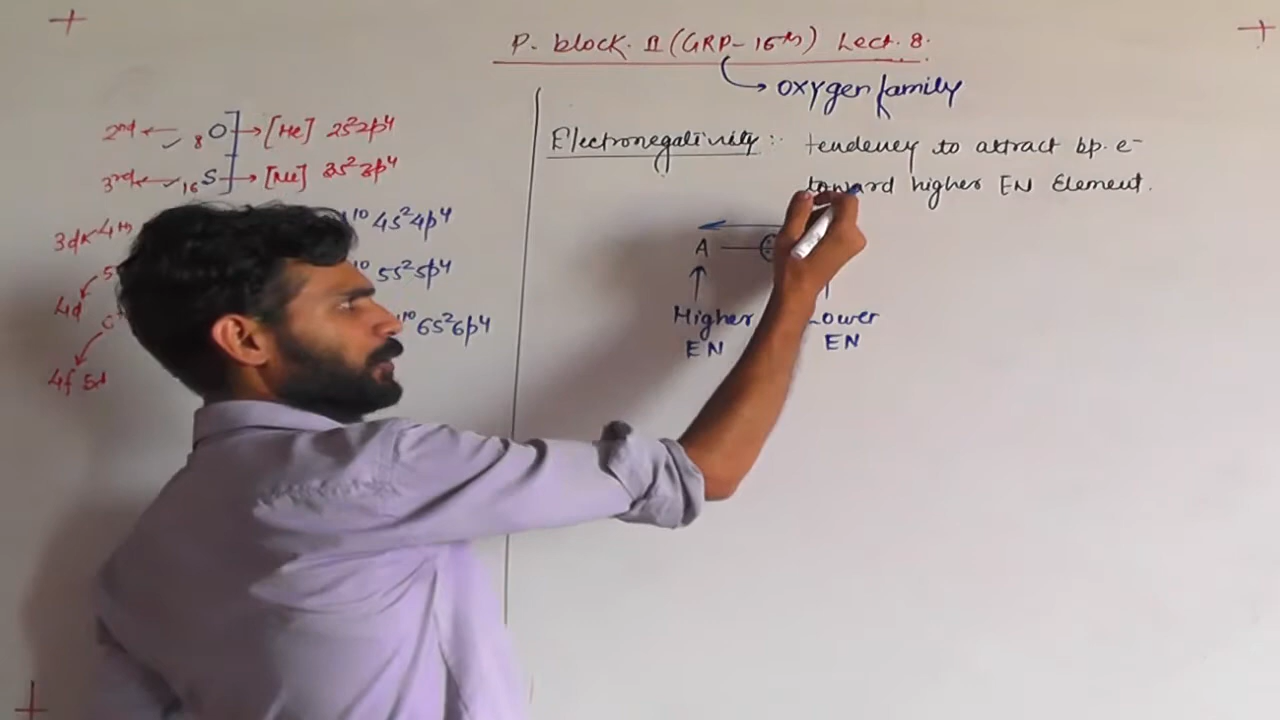 P. block II (GRP-16th) Lect. 8.
oxygen family
2nd 8 O [He] 2s²2p⁴
3rd 16 S [Ne] 3s²3p⁴
3d 4th 10 4s²4p⁴
4d 10 5s²5p⁴
4f 5d 10 6s²6p⁴
Electronegativity :- tendency to attract bp. e-
toward higher EN Element.
A
Higher Lower
EN EN